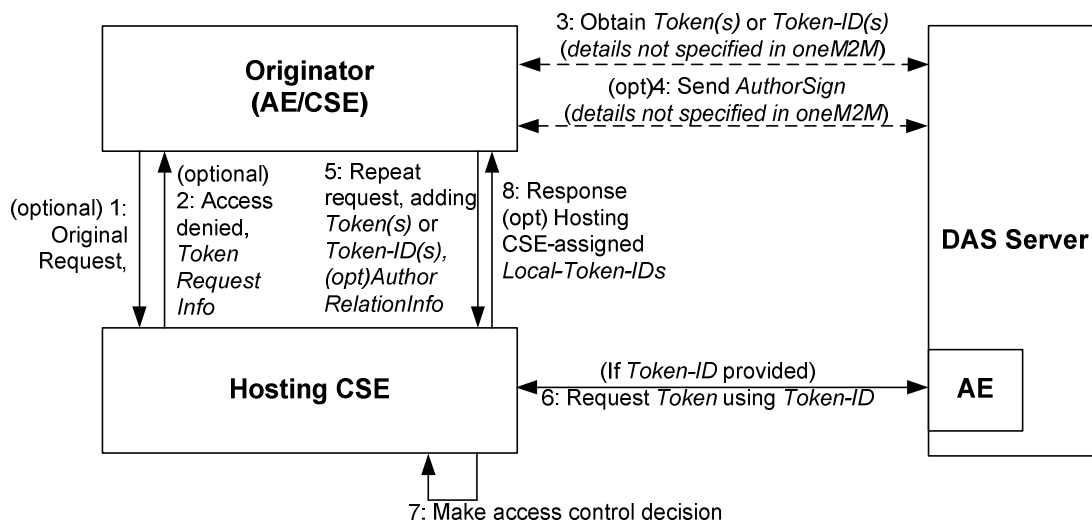 3: Obtain Token(s) or Token-ID(s)
(details not specified in oneM2M)
Originator
(AE/CSE)
(opt)4: Send AuthorSign
(details not specified in oneM2M)
(optional) 1:
Original
Request,
(optional)
2: Access
denied,
Token
Request
Info
5: Repeat
request, adding
Token(s) or
Token-ID(s),
(opt)Author
RelationInfo
8: Response
(opt) Hosting
CSE-assigned
Local-Token-IDs
DAS Server
Hosting CSE
(If Token-ID provided)
6: Request Token using Token-ID
AE
7: Make access control decision